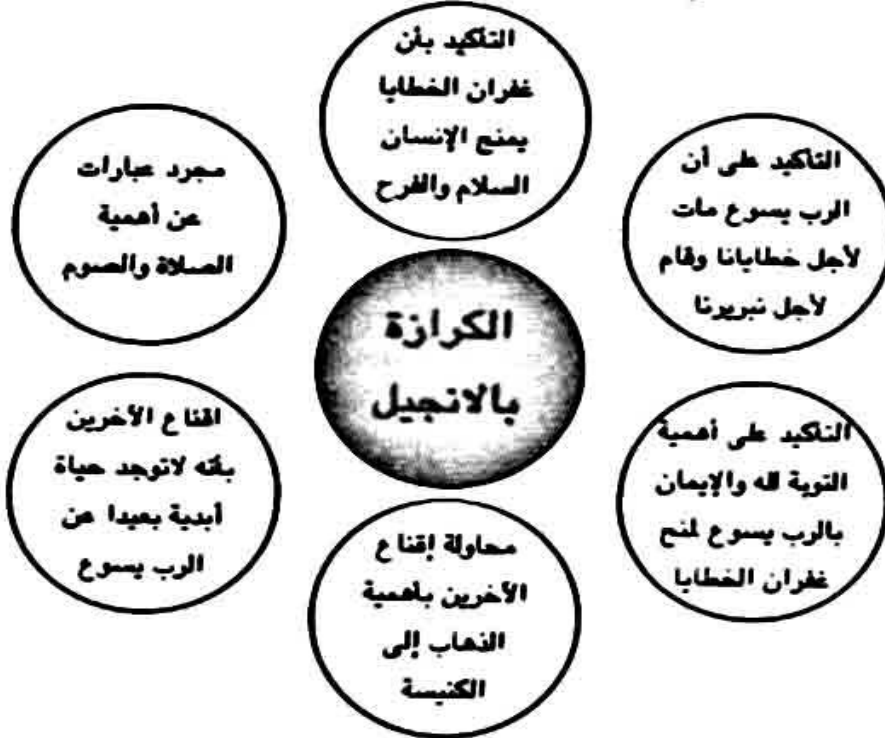 التأكيد بأن
غفران الخطايا
يمنح الإنسان
السلام والفرح
التأكيد على أن
الرب يسوع مات
لأجل خطايانا وقام
لأجل تبريرنا
مجرد عبارات
عن أهمية
الصلاة والصوم
الكرازة
بالانجيل
التأكيد على أهمية
التوبة لله والإيمان
بالرب يسوع لمنح
غفران الخطايا
اقناع الآخرين
بأنه لاتوجد حياة
أبدية بعيدا عن
الرب يسوع
محاولة إقناع
الآخرين بأهمية
الذهاب إلى
الكنيسة